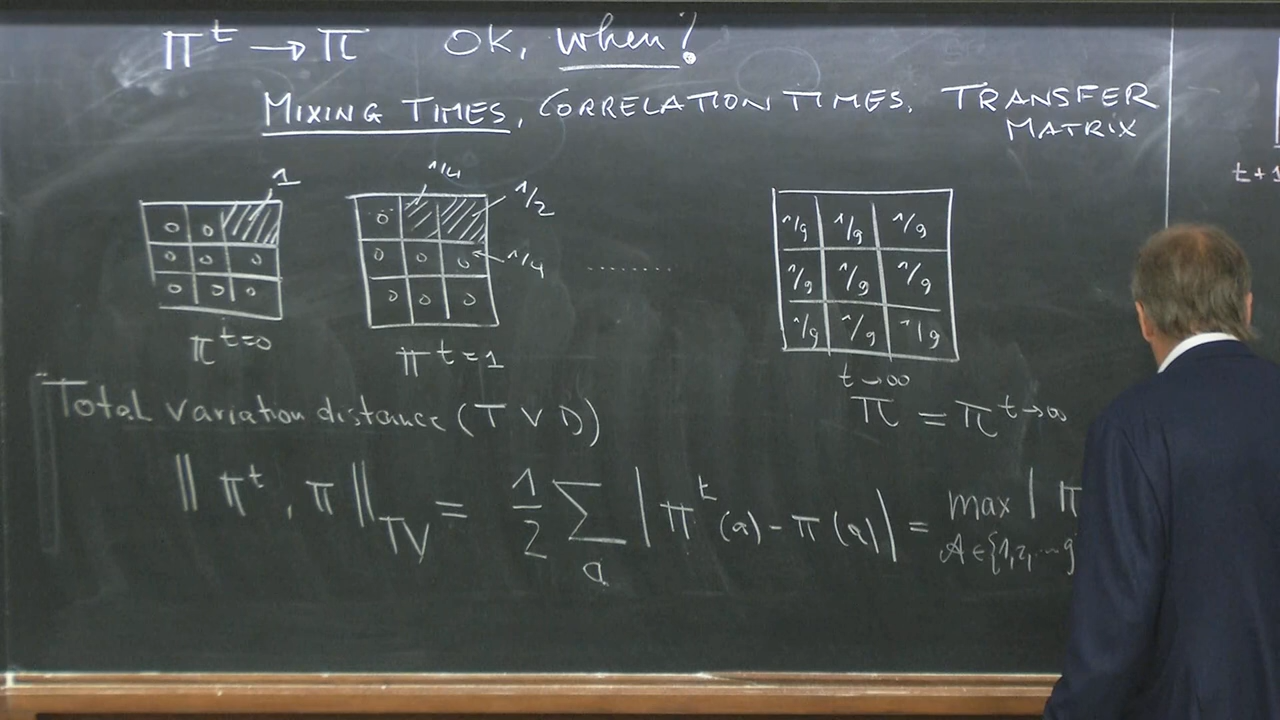 π^t → π OK, when?
MIXING TIMES, CORRELATION TIMES, TRANSFER
MATRIX
t+1
1
0 0
0 0 0
0 0 0
π^{t=0}
1/4
1/2
0
0 0 0 1/4
0 0 0
π^{t=1}
........
1/9 1/9 1/9
1/9 1/9 1/9
1/9 1/9 1/9
t→∞
π = π^{t→∞}
Total variation distance (TVD)
||π^t, π||_{TV} = 1/2 ∑_a |π^t(a) - π(a)| = max_{A∈{1,2,...9} |π